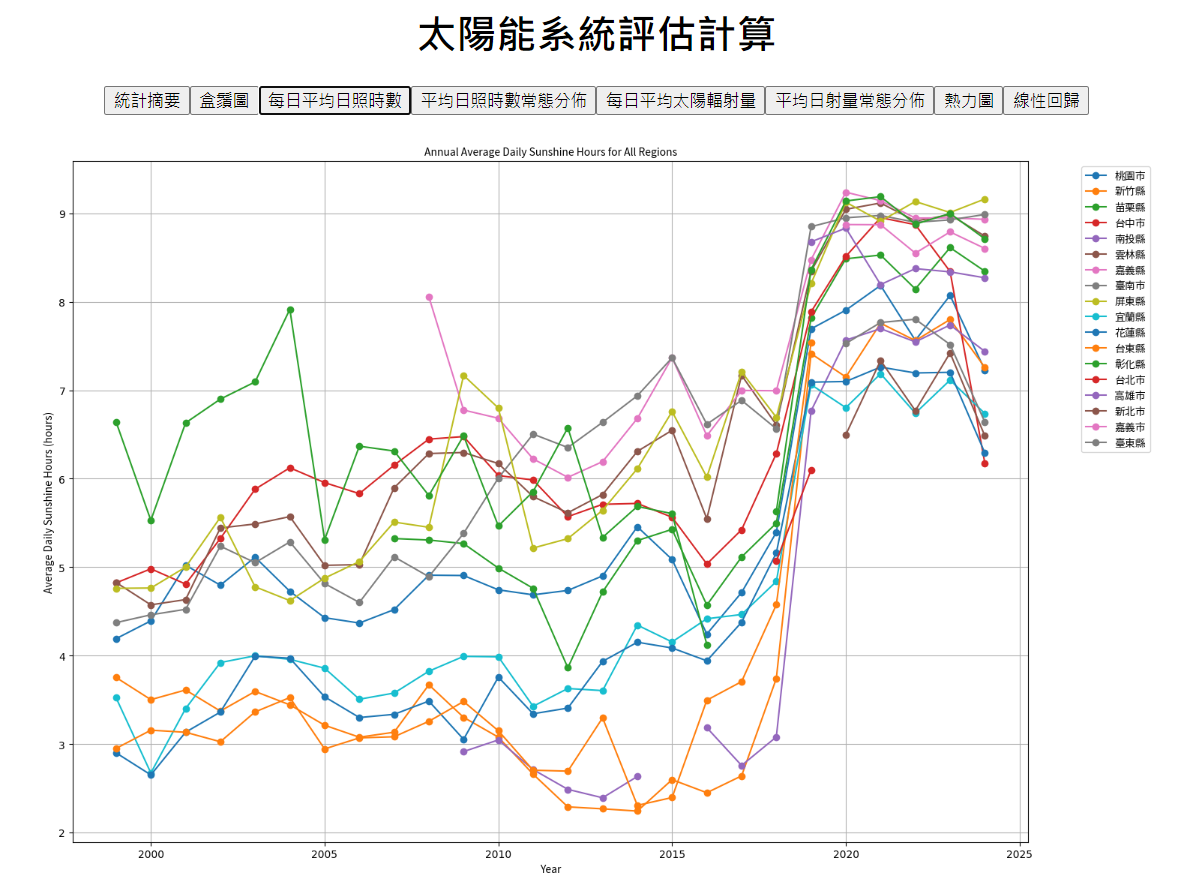 太陽能系統評估計算
統計摘要 盒鬚圖 每日平均日照時數 平均日照時數常態分佈 每日平均太陽輻射量 平均日射量常態分佈 熱力圖 線性回歸
Annual Average Daily Sunshine Hours for All Regions
Average Daily Sunshine Hours (hours)
9
8
7
6
5
4
3
2
2000 2005 2010 2015 2020 2025
Year
桃園市
新竹縣
苗栗縣
台中市
南投縣
雲林縣
嘉義縣
臺南市
屏東縣
宜蘭縣
花蓮縣
台東縣
彰化縣
台北市
高雄市
新北市
嘉義市
臺東縣